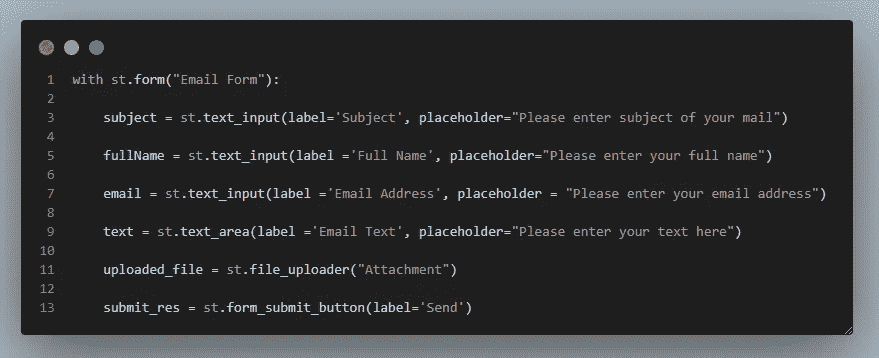 1 with st.form("Email Form"):
2
3 subject = st.text_input(label='Subject', placeholder="Please enter subject of your mail")
4
5 fullName = st.text_input(label ='Full Name', placeholder="Please enter your full name")
6
7 email = st.text_input(label ='Email Address', placeholder = "Please enter your email address")
8
9 text = st.text_area(label ='Email Text', placeholder="Please enter your text here")
10
11 uploaded_file = st.file_uploader("Attachment")
12
13 submit_res = st.form_submit_button(label='Send')